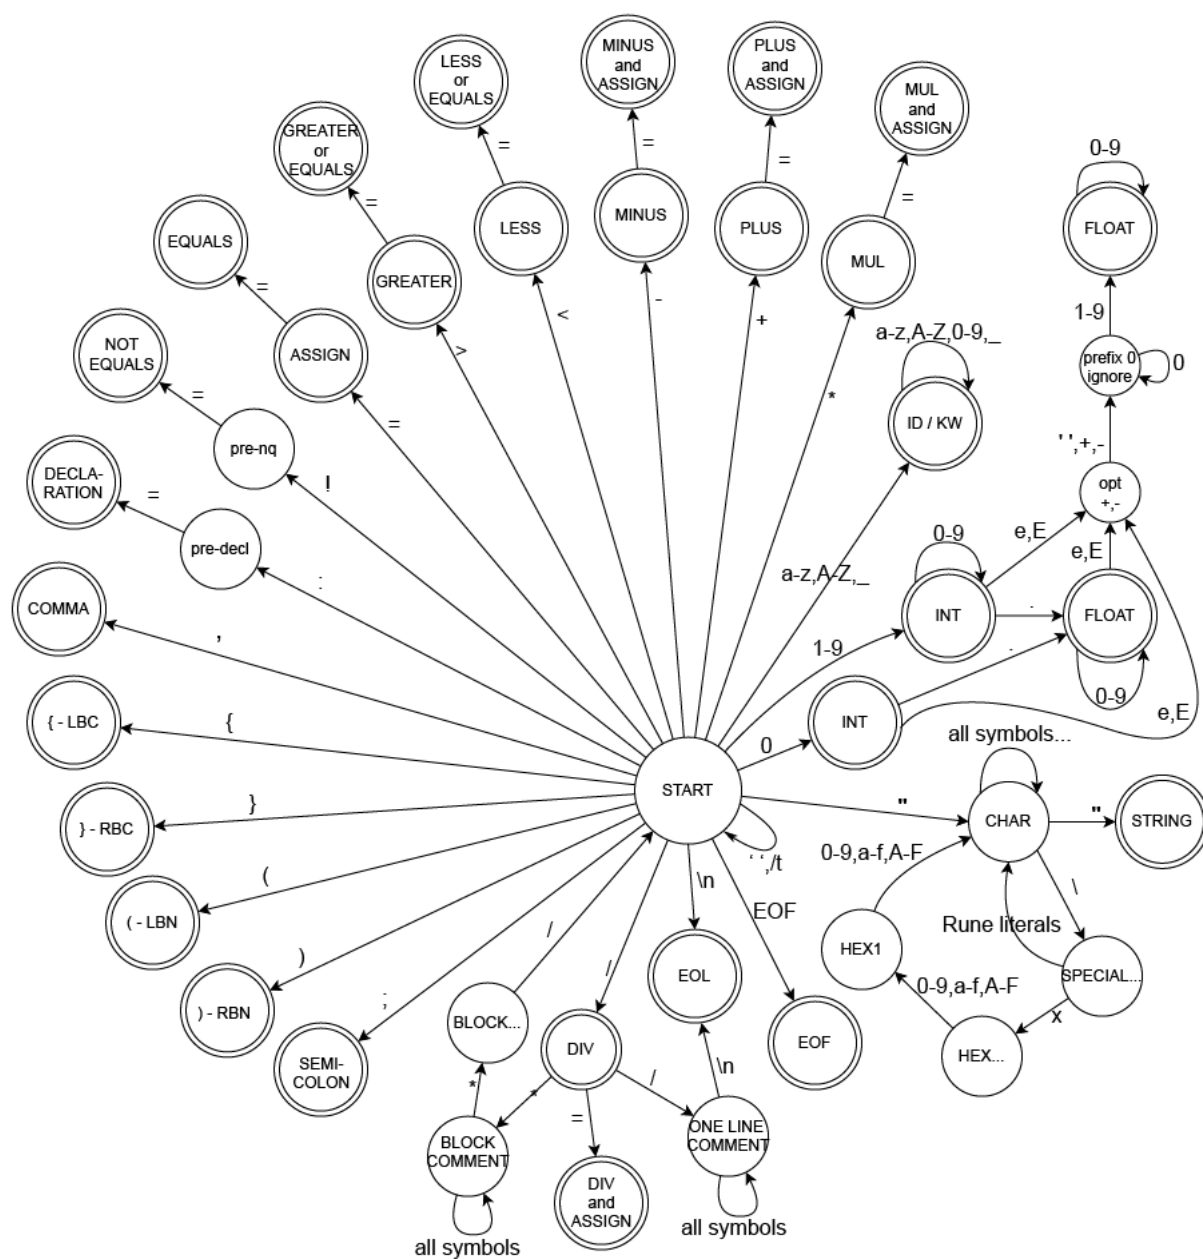 LESS
or
EQUALS
MINUS
and
ASSIGN
PLUS
and
ASSIGN
MUL
and
ASSIGN
GREATER
or
EQUALS
=
=
=
=
=
0-9
EQUALS
LESS
MINUS
PLUS
MUL
FLOAT
GREATER
=
NOT
EQUALS
ASSIGN
>
<
-
+
*
1-9
a-z,A-Z,0-9,_
prefix 0
ignore
0
=
=
pre-nq
ID / KW
' ',+,-
DECLA-
RATION
=
!
opt
+,-
pre-decl
:
a-z,A-Z,_
0-9
e,E
e,E
COMMA
,
INT
.
FLOAT
1-9
.
0-9
{ - LBC
{
INT
e,E
0
all symbols...
START
} - RBC
}
"
CHAR
"
STRING
' ',/t
0-9,a-f,A-F
( - LBN
(
\n
EOF
\
Rune literals
HEX1
) - RBN
)
/
/
EOL
0-9,a-f,A-F
SPECIAL...
;
BLOCK...
x
SEMI-
COLON
DIV
EOF
HEX...
*
*
=
/
\n
BLOCK
COMMENT
ONE LINE
COMMENT
DIV
and
ASSIGN
all symbols
all symbols